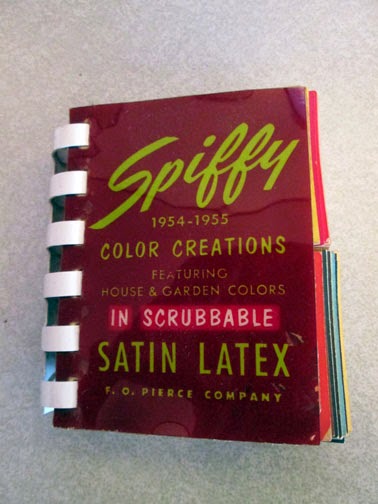 Spiffy
1954-1955
COLOR CREATIONS
FEATURING
HOUSE & GARDEN COLORS
IN SCRUBBABLE
SATIN LATEX
F. O. PIERCE COMPANY